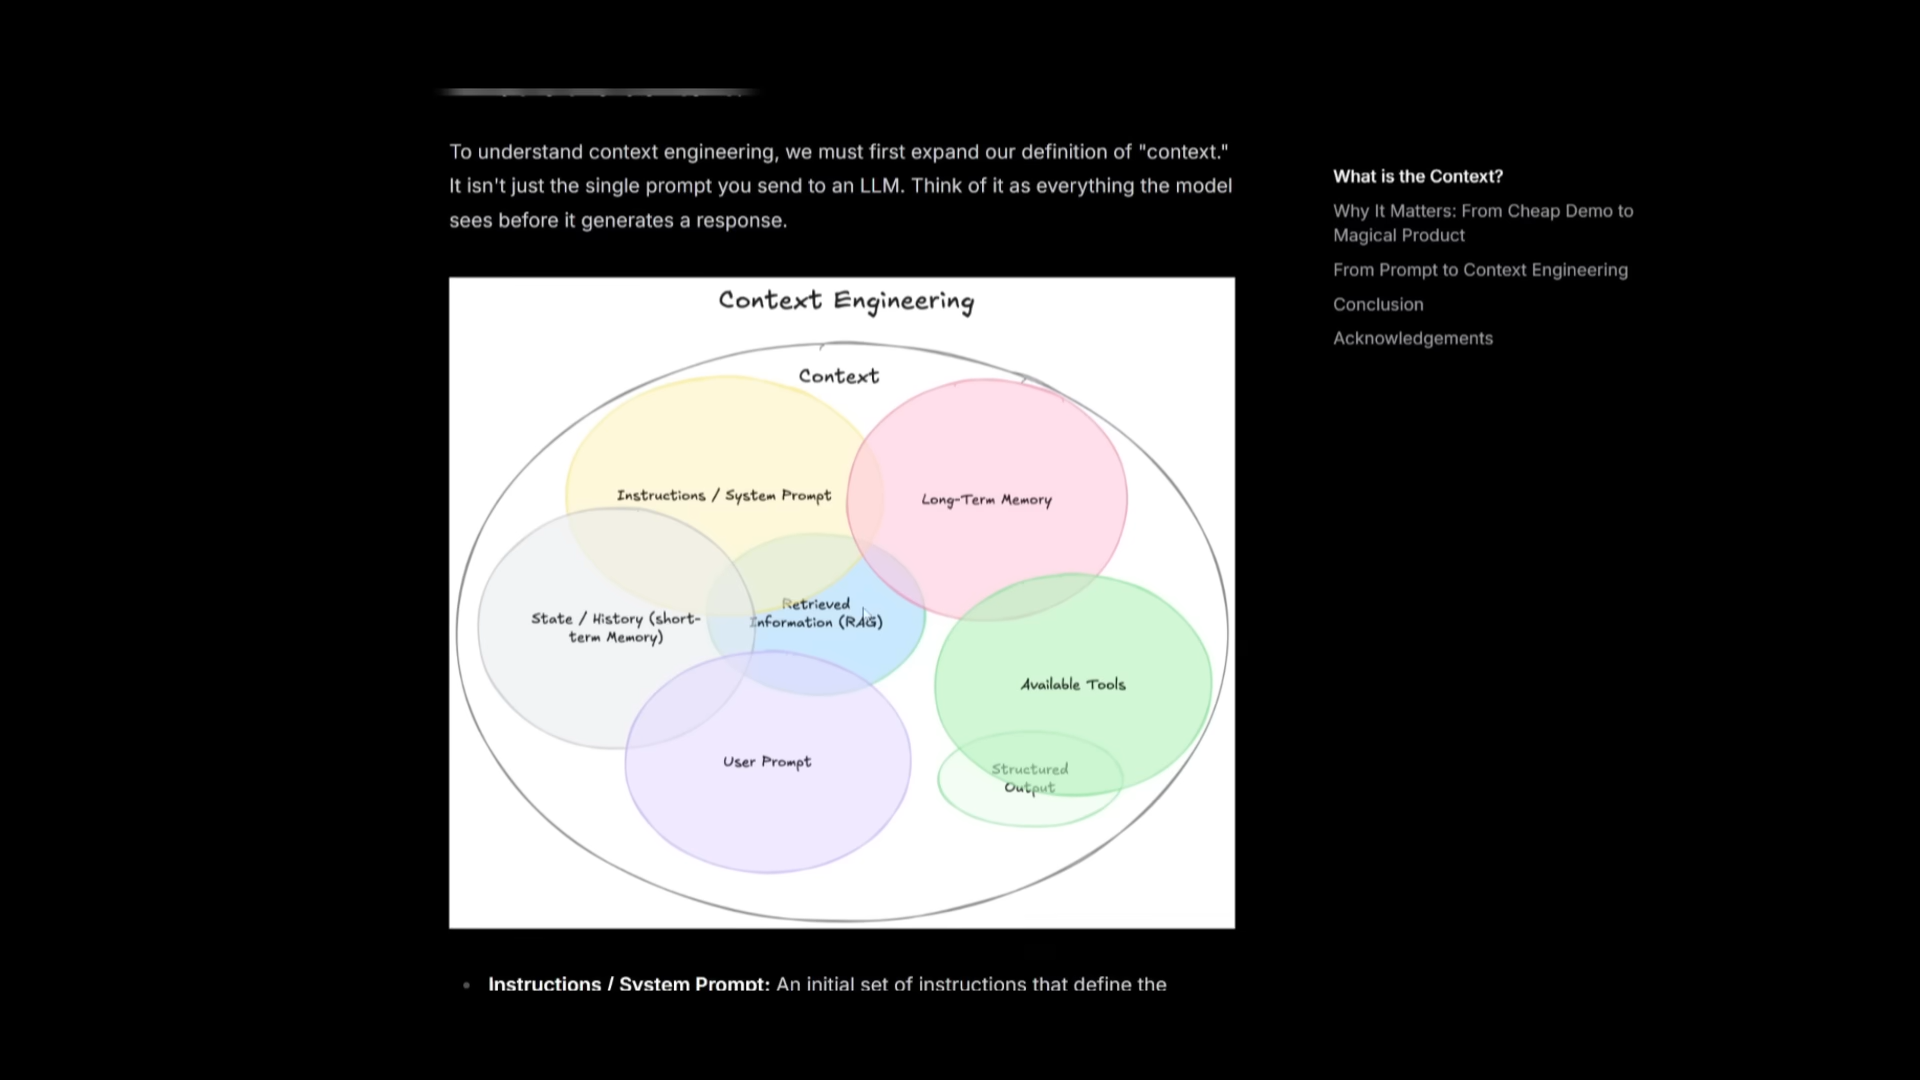 To understand context engineering, we must first expand our definition of "context."
It isn't just the single prompt you send to an LLM. Think of it as everything the model
sees before it generates a response.
What is the Context?
Why It Matters: From Cheap Demo to
Magical Product
From Prompt to Context Engineering
Conclusion
Acknowledgements
Context Engineering
Context
Instructions / System Prompt
Long-Term Memory
State / History (short-
term Memory)
Retrieved
Information (RAG)
Available Tools
User Prompt
Structured
Output
Instructions / System Prompt: An initial set of instructions that define the